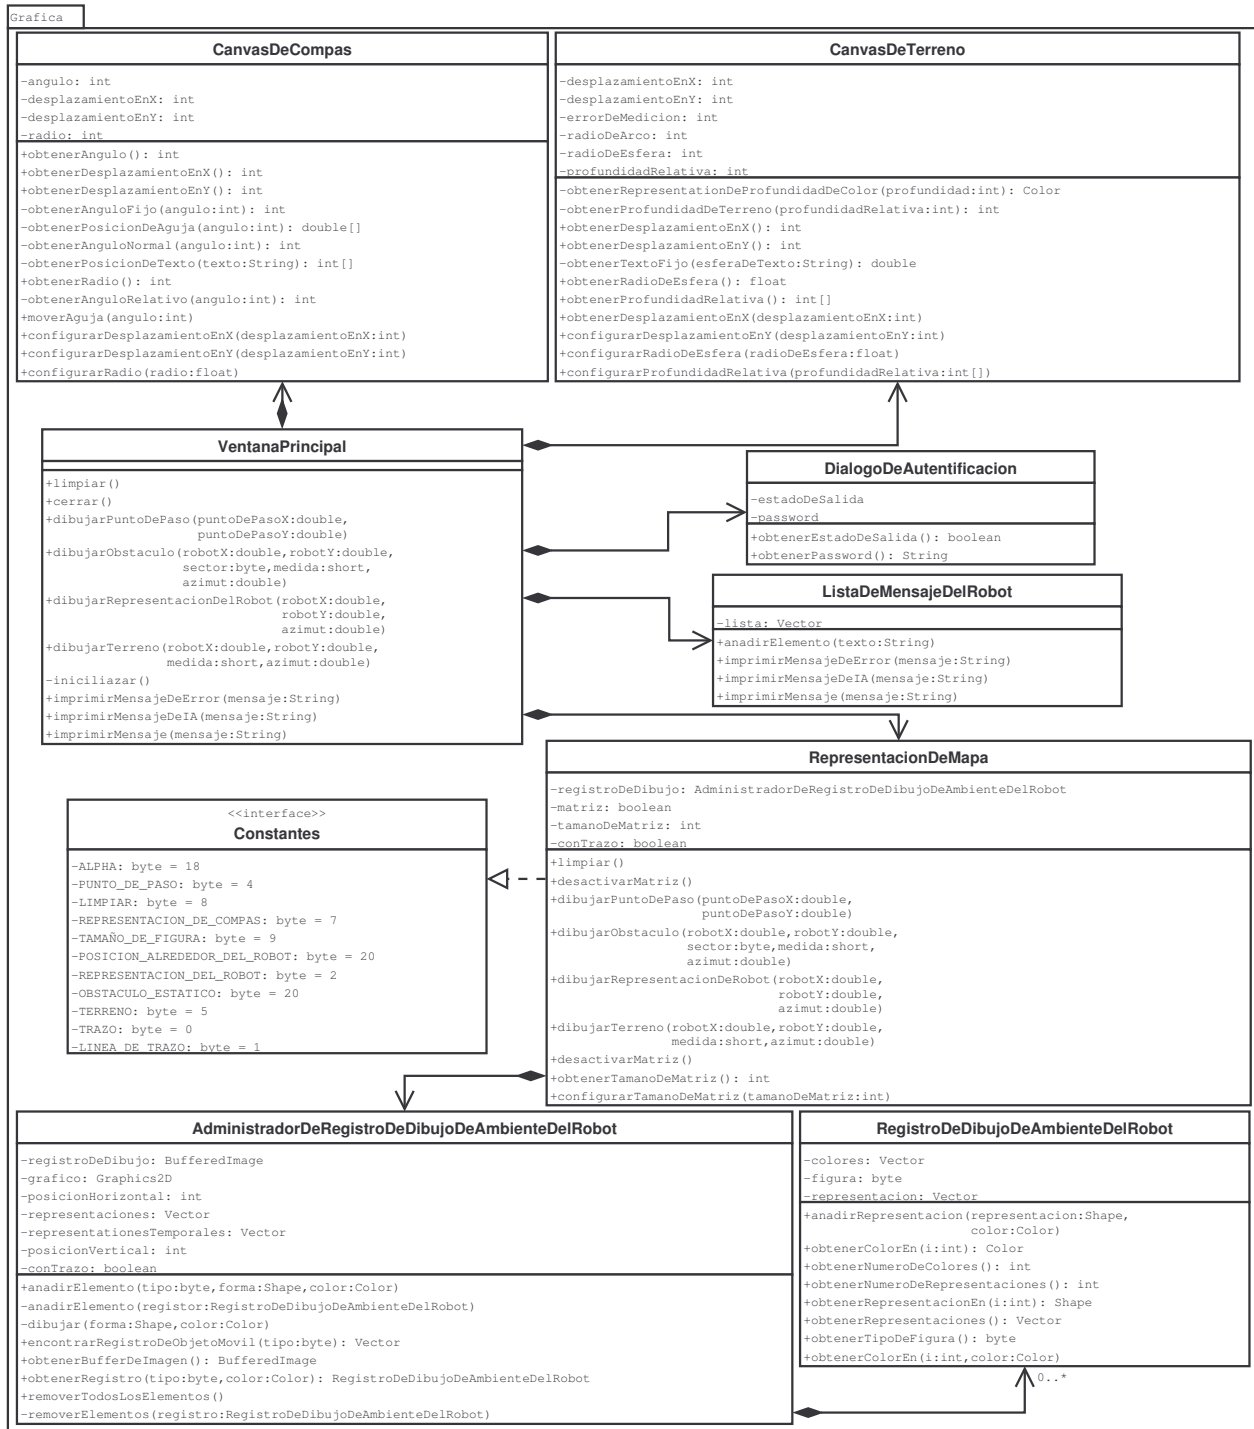 Grafica
CanvasDeCompas
-angulo: int
-desplazamientoEnX: int
-desplazamientoEnY: int
-radio: int
+obtenerAngulo(): int
+obtenerDesplazamientoEnX(): int
+obtenerDesplazamientoEnY(): int
-obtenerAnguloFijo(angulo:int): int
-obtenerPosicionDeAguja(angulo:int): double[]
-obtenerAnguloNormal(angulo:int): int
-obtenerPosicionDeTexto(texto:String): int[]
+obtenerRadio(): int
-obtenerAnguloRelativo(angulo:int): int
+moverAguja(angulo:int)
+configurarDesplazamientoEnX(desplazamientoEnX:int)
+configurarDesplazamientoEnY(desplazamientoEnY:int)
+configurarRadio(radio:float)
CanvasDeTerreno
-desplazamientoEnX: int
-desplazamientoEnY: int
-errorDeMedicion: int
-radioDeArco: int
-radioDeEsfera: int
-profundidadRelativa: int
-obtenerRepresentationDeProfundidadDeColor(profundidad:int): Color
-obtenerProfundidadDeTerreno(profundidadRelativa:int): int
+obtenerDesplazamientoEnX(): int
+obtenerDesplazamientoEnY(): int
-obtenerTextoFijo(esferaDeTexto:String): double
+obtenerRadioDeEsfera(): float
+obtenerProfundidadRelativa(): int[]
+obtenerDesplazamientoEnX(desplazamientoEnX:int)
+configurarDesplazamientoEnY(desplazamientoEnY:int)
+configurarRadioDeEsfera(radioDeEsfera:float)
+configurarProfundidadRelativa(profundidadRelativa:int[])
VentanaPrincipal
+limpiar()
+cerrar()
+dibujarPuntoDePaso(puntoDePasoX:double,
puntoDePasoY:double)
+dibujarObstaculo(robotX:double,robotY:double,
sector:byte,medida:short,
azimut:double)
+dibujarRepresentacionDelRobot(robotX:double,
robotY:double,
azimut:double)
+dibujarTerreno(robotX:double,robotY:double,
medida:short,azimut:double)
-iniciliazar()
+imprimirMensajeDeError(mensaje:String)
+imprimirMensajeDeIA(mensaje:String)
+imprimirMensaje(mensaje:String)
DialogoDeAutentificacion
-estadoDeSalida
-password
+obtenerEstadoDeSalida(): boolean
+obtenerPassword(): String
ListaDeMensajeDelRobot
-lista: Vector
+anadirElemento(texto:String)
+imprimirMensajeDeError(mensaje:String)
+imprimirMensajeDeIA(mensaje:String)
+imprimirMensaje(mensaje:String)
RepresentacionDeMapa
-registroDeDibujo: AdministradorDeRegistroDeDibujoDeAmbienteDelRobot
-matriz: boolean
-tamanoDeMatriz: int
-conTrazo: boolean
+limpiar()
+desactivarMatriz()
+dibujarPuntoDePaso(puntoDePasoX:double,
puntoDePasoY:double)
+dibujarObstaculo(robotX:double,robotY:double,
sector:byte,medida:short,
azimut:double)
+dibujarRepresentacionDeRobot(robotX:double,
robotY:double,
azimut:double)
+dibujarTerreno(robotX:double,robotY:double,
medida:short,azimut:double)
+desactivarMatriz()
+obtenerTamanoDeMatriz(): int
+configurarTamanoDeMatriz(tamanoDeMatriz:int)
<<interface>>
Constantes
-ALPHA: byte = 18
-PUNTO_DE_PASO: byte = 4
-LIMPIAR: byte = 8
-REPRESENTACION_DE_COMPAS: byte = 7
-TAMAÑO_DE_FIGURA: byte = 9
-POSICION_ALREDEDOR_DEL_ROBOT: byte = 20
-REPRESENTACION_DEL_ROBOT: byte = 2
-OBSTACULO_ESTATICO: byte = 20
-TERRENO: byte = 5
-TRAZO: byte = 0
-LINEA_DE_TRAZO: byte = 1
AdministradorDeRegistroDeDibujoDeAmbienteDelRobot
-registroDeDibujo: BufferedImage
-grafico: Graphics2D
-posicionHorizontal: int
-representaciones: Vector
-representationesTemporales: Vector
-posicionVertical: int
-conTrazo: boolean
+anadirElemento(tipo:byte,forma:Shape,color:Color)
-anadirElemento(registor:RegistroDeDibujoDeAmbienteDelRobot)
-dibujar(forma:Shape,color:Color)
+encontrarRegistroDeObjetoMovil(tipo:byte): Vector
+obtenerBufferDeImagen(): BufferedImage
+obtenerRegistro(tipo:byte,color:Color): RegistroDeDibujoDeAmbienteDelRobot
+removerTodosLosElementos()
-removerElementos(registro:RegistroDeDibujoDeAmbienteDelRobot)
RegistroDeDibujoDeAmbienteDelRobot
-colores: Vector
-figura: byte
-representacion: Vector
+anadirRepresentacion(representacion:Shape,
color:Color)
+obtenerColorEn(i:int): Color
+obtenerNumeroDeColores(): int
+obtenerNumeroDeRepresentaciones(): int
+obtenerRepresentacionEn(i:int): Shape
+obtenerRepresentaciones(): Vector
+obtenerTipoDeFigura(): byte
+obtenerColorEn(i:int,color:Color)
0..*